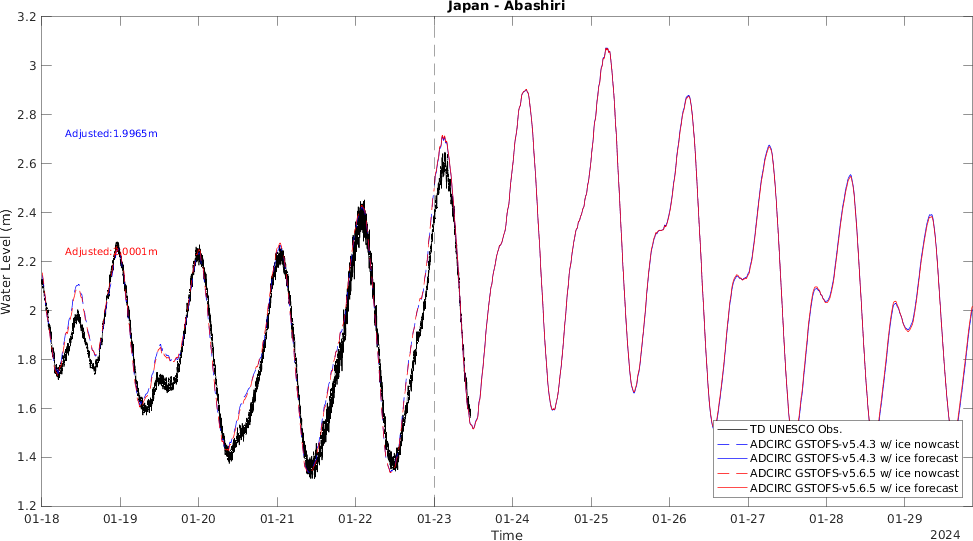 Japan - Abashiri
Water Level (m)
3.2
3
2.8
2.6
2.4
2.2
2
1.8
1.6
1.4
1.2
Adjusted:1.9965m
Adjusted:2.0001m
TD UNESCO Obs.
ADCIRC GSTOFS-v5.4.3 w/ ice nowcast
ADCIRC GSTOFS-v5.4.3 w/ ice forecast
ADCIRC GSTOFS-v5.6.5 w/ ice nowcast
ADCIRC GSTOFS-v5.6.5 w/ ice forecast
01-18 01-19 01-20 01-21 01-22 01-23 01-24 01-25 01-26 01-27 01-28 01-29
Time
2024